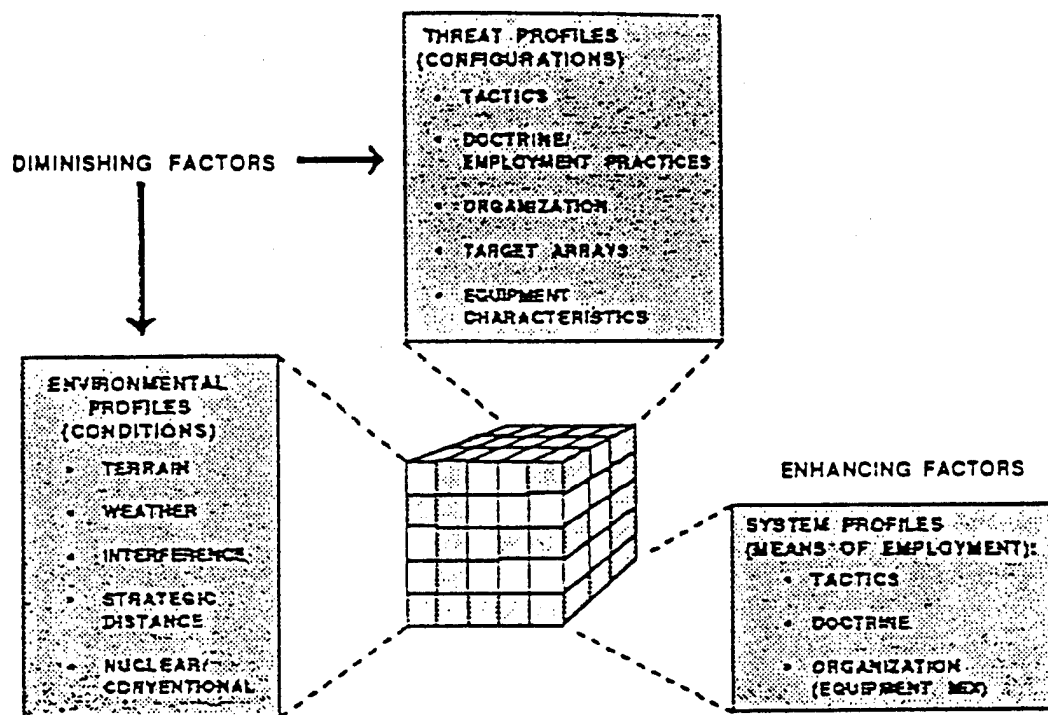 THREAT PROFILES
(CONFIGURATIONS)
• TACTICS
• DOCTRINE/
EMPLOYMENT PRACTICES
• ORGANIZATION
• TARGET ARRAYS
• EQUIPMENT
CHARACTERISTICS
DIMINISHING FACTORS
ENVIRONMENTAL
PROFILES
(CONDITIONS)
• TERRAIN
• WEATHER
• INTERFERENCE
• STRATEGIC
DISTANCE
• NUCLEAR/
CONVENTIONAL
ENHANCING FACTORS
SYSTEM PROFILES
(MEANS OF EMPLOYMENT):
• TACTICS
• DOCTRINE
• ORGANIZATION
(EQUIPMENT MIX)